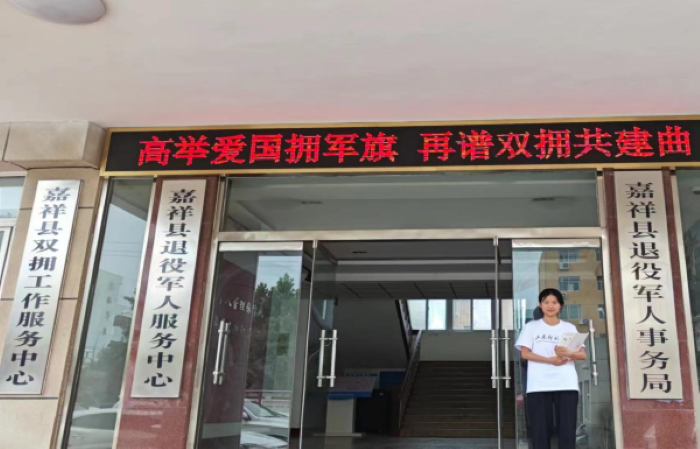 高举爱国拥军旗 再谱双拥共建曲
嘉祥县双拥工作服务中心
嘉祥县退役军人服务中心
嘉祥县退役军人事务局